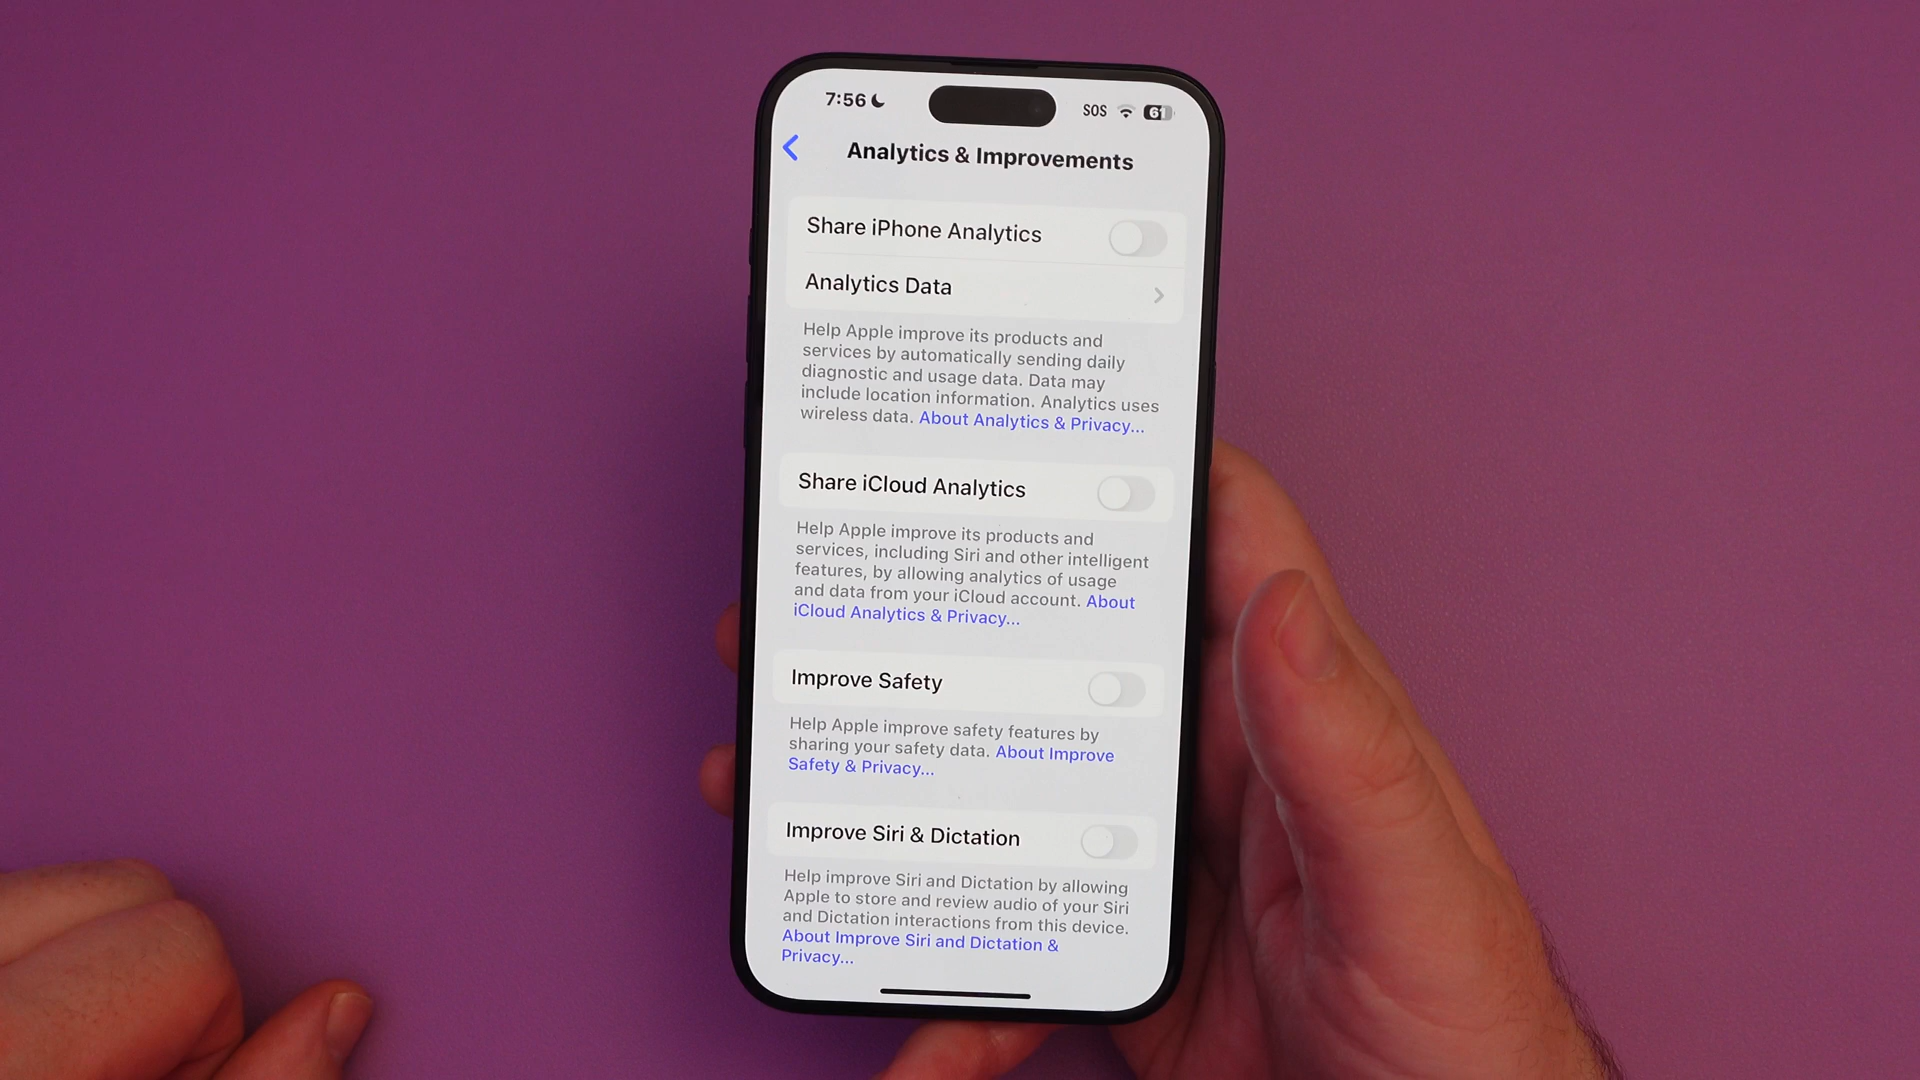 7:56 SOS 61
Analytics & Improvements
Share iPhone Analytics
Analytics Data
Help Apple improve its products and
services by automatically sending daily
diagnostic and usage data. Data may
include location information. Analytics uses
wireless data. About Analytics & Privacy...
Share iCloud Analytics
Help Apple improve its products and
services, including Siri and other intelligent
features, by allowing analytics of usage
and data from your iCloud account. About
iCloud Analytics & Privacy...
Improve Safety
Help Apple improve safety features by
sharing your safety data. About Improve
Safety & Privacy...
Improve Siri & Dictation
Help improve Siri and Dictation by allowing
Apple to store and review audio of your Siri
and Dictation interactions from this device.
About Improve Siri and Dictation &
Privacy...